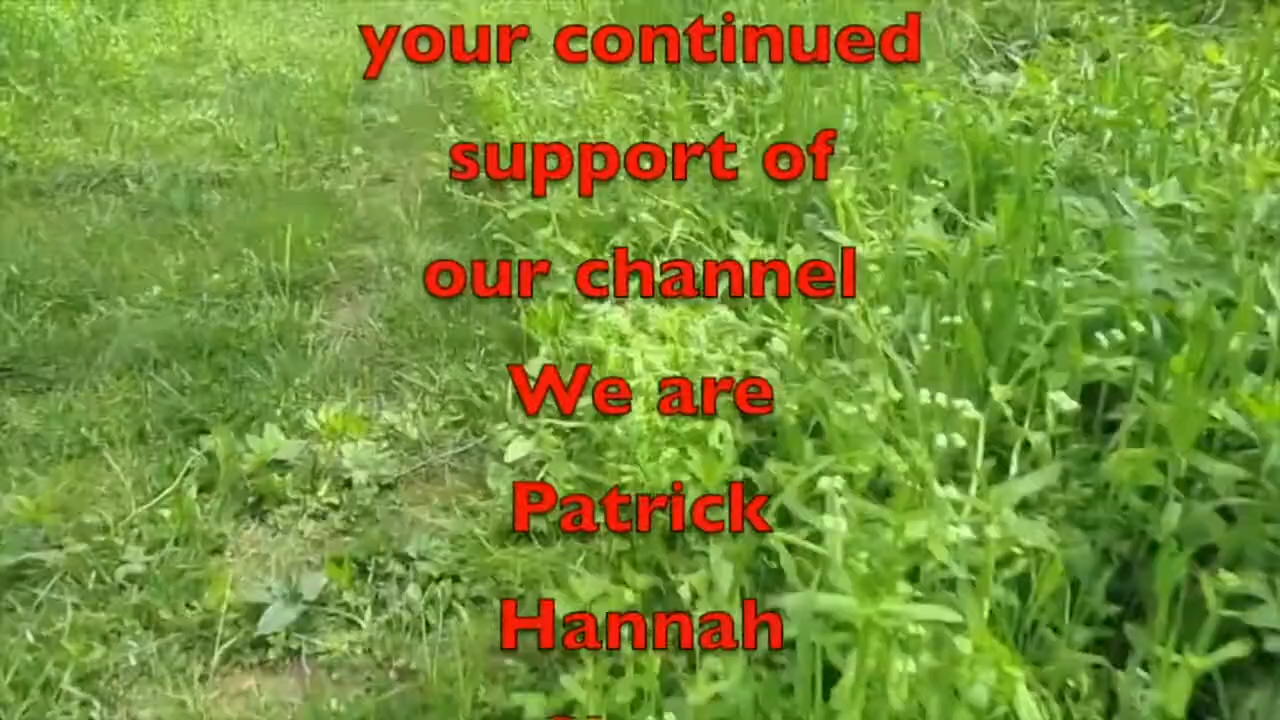 your continued
support of
our channel
We are
Patrick
Hannah